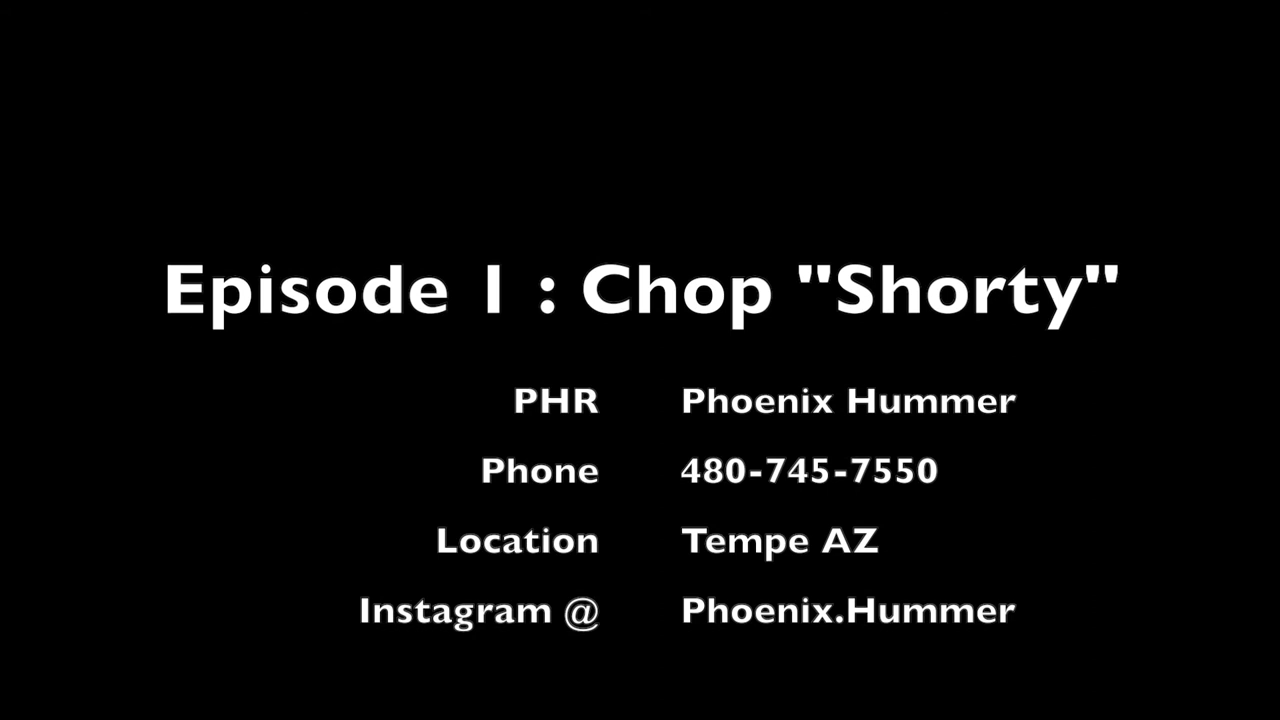 Episode 1 : Chop "Shorty"
PHR Phoenix Hummer
Phone 480-745-7550
Location Tempe AZ
Instagram @ Phoenix.Hummer